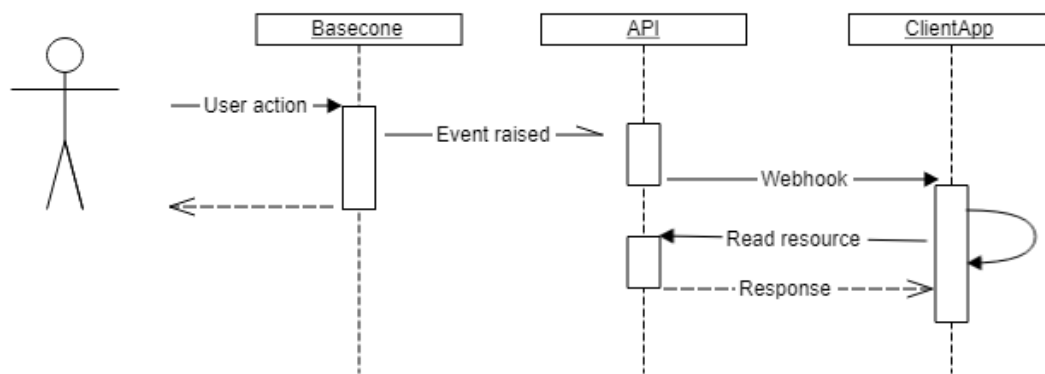 Basecone
API
ClientApp
User action
Event raised
Webhook
Read resource
Response